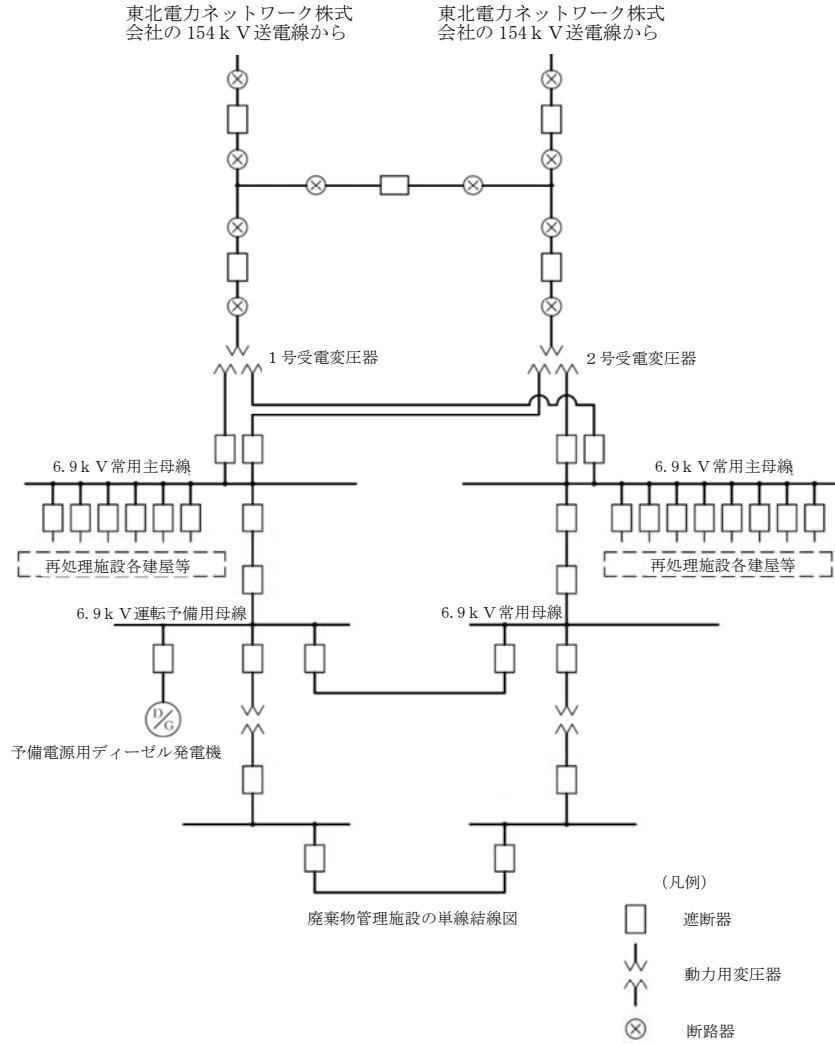 東北電力ネットワーク株式
会社の 154ｋＶ送電線から
東北電力ネットワーク株式
会社の 154ｋＶ送電線から
1号受電変圧器
2号受電変圧器
6.9ｋＶ常用主母線
6.9ｋＶ常用主母線
再処理施設各建屋等
再処理施設各建屋等
6.9ｋＶ運転予備用母線
6.9ｋＶ常用母線
D/G
予備電源用ディーゼル発電機
廃棄物管理施設の単線結線図
(凡例)
遮断器
動力用変圧器
断路器